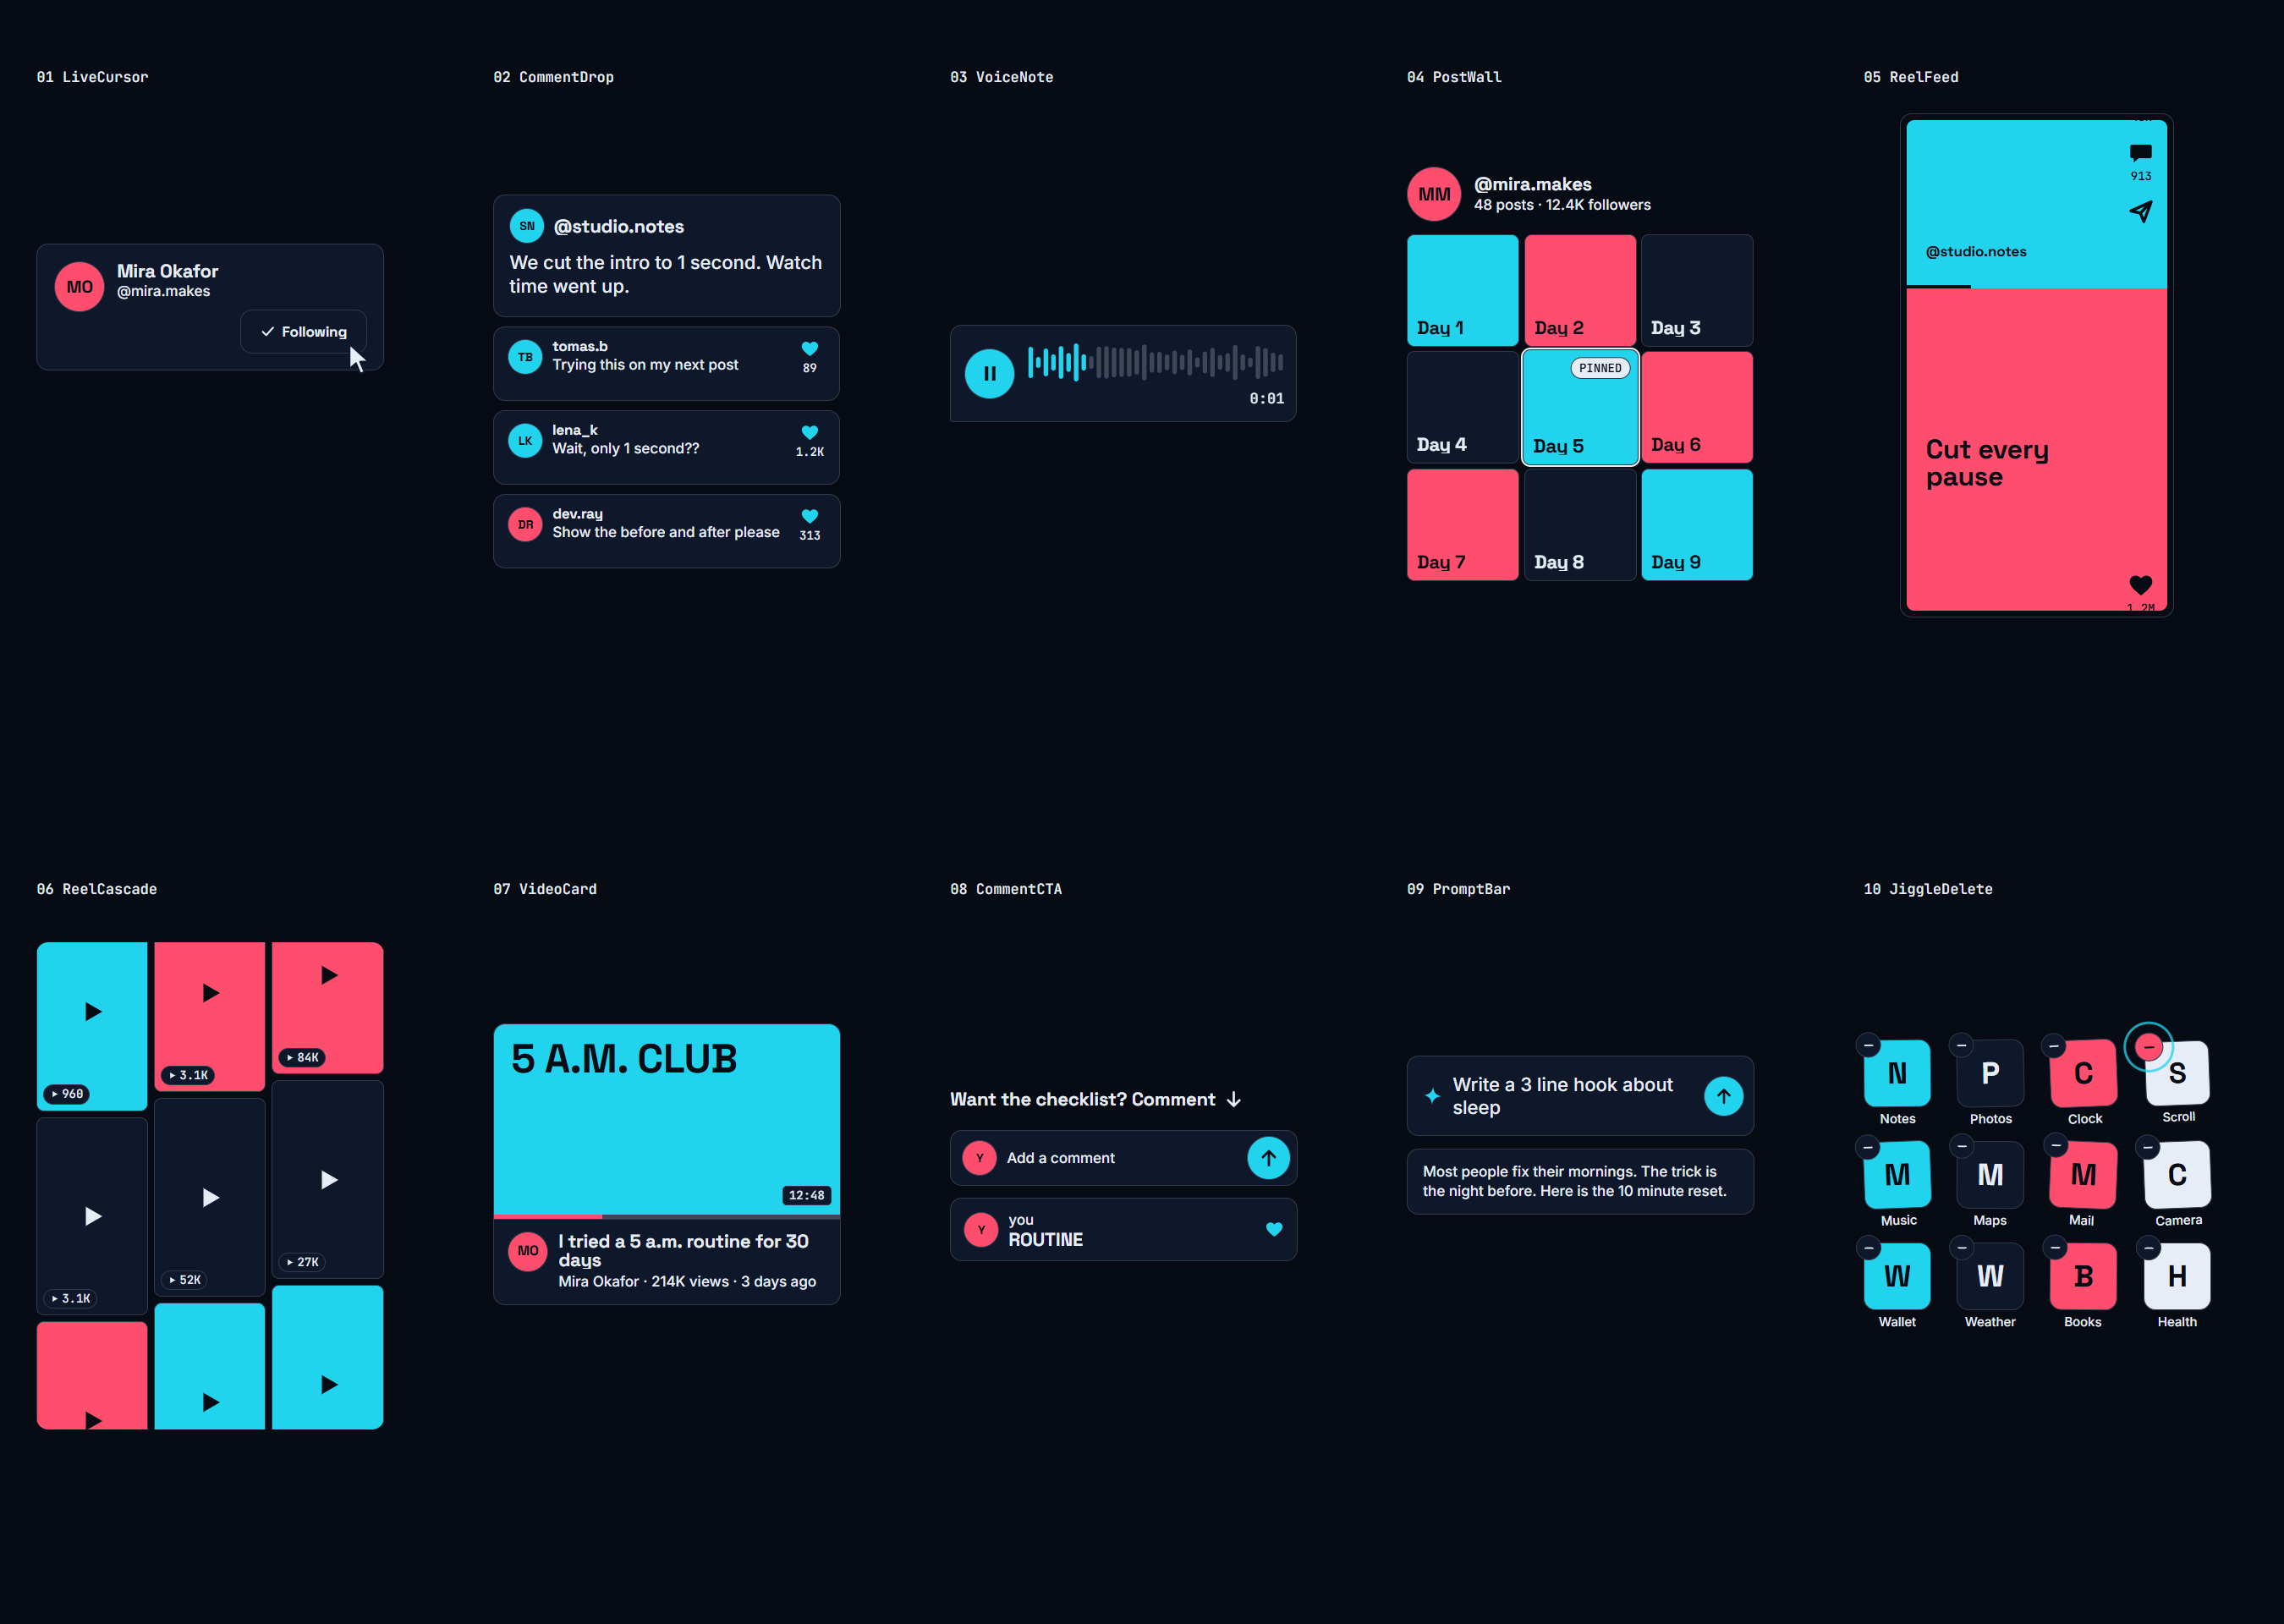 01 LiveCursor
MO
Mira Okafor
@mira.makes
Following
02 CommentDrop
SN
@studio.notes
We cut the intro to 1 second. Watch
time went up.
TB
tomas.b
Trying this on my next post
89
LK
lena_k
Wait, only 1 second??
1.2K
DR
dev.ray
Show the before and after please
313
03 VoiceNote
0:01
04 PostWall
MM
@mira.makes
48 posts · 12.4K followers
Day 1
Day 2
Day 3
Day 4
PINNED
Day 5
Day 6
Day 7
Day 8
Day 9
05 ReelFeed
913
@studio.notes
Cut every
pause
1.2M
06 ReelCascade
960
3.1K
84K
3.1K
52K
27K
07 VideoCard
5 A.M. CLUB
12:48
MO
I tried a 5 a.m. routine for 30
days
Mira Okafor · 214K views · 3 days ago
08 CommentCTA
Want the checklist? Comment ↓
Y
Add a comment
Y
you
ROUTINE
09 PromptBar
Write a 3 line hook about
sleep
Most people fix their mornings. The trick is
the night before. Here is the 10 minute reset.
10 JiggleDelete
N
P
C
S
Notes
Photos
Clock
Scroll
M
M
M
C
Music
Maps
Mail
Camera
W
W
B
H
Wallet
Weather
Books
Health